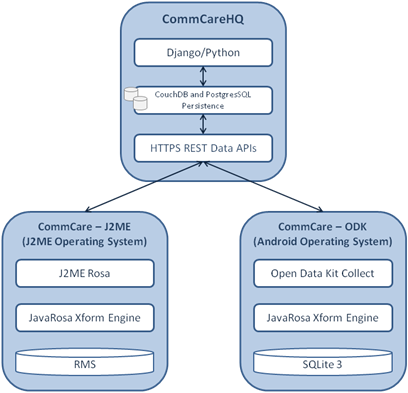 CommCareHQ
Django/Python
CouchDB and PostgresSQL
Persistence
HTTPS REST Data APIs
CommCare – J2ME
(J2ME Operating System)
J2ME Rosa
JavaRosa Xform Engine
RMS
CommCare – ODK
(Android Operating System)
Open Data Kit Collect
JavaRosa Xform Engine
SQLite 3